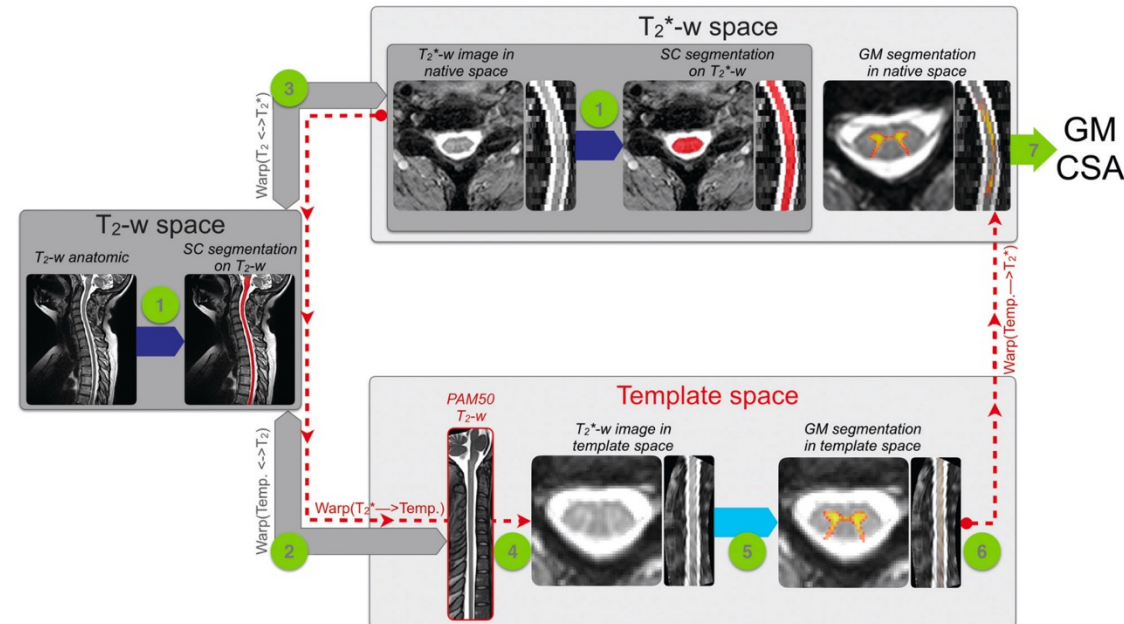 T2*-w space
T2*-w image in
native space
SC segmentation
on T2*-w
GM segmentation
in native space
3
1
7
GM
CSA
Warp(T2 <->T2*)
T2-w space
T2-w anatomic
SC segmentation
on T2-w
1
Warp(Temp.—>T2*)
Template space
PAM50
T2-w
T2*-w image in
template space
GM segmentation
in template space
Warp(Temp. <->T2)
Warp(T2*—>Temp.)
2
4
5
6